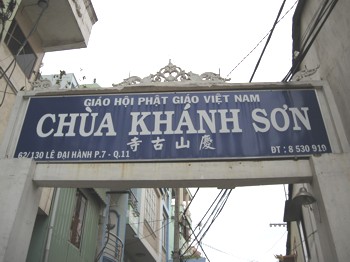 GIÁO HỘI PHẬT GIÁO VIỆT NAM
CHÙA KHÁNH SƠN
寺古山慶
62/130 LÊ ĐẠI HÀNH P.7 - Q.11 ĐT : 8 530 919